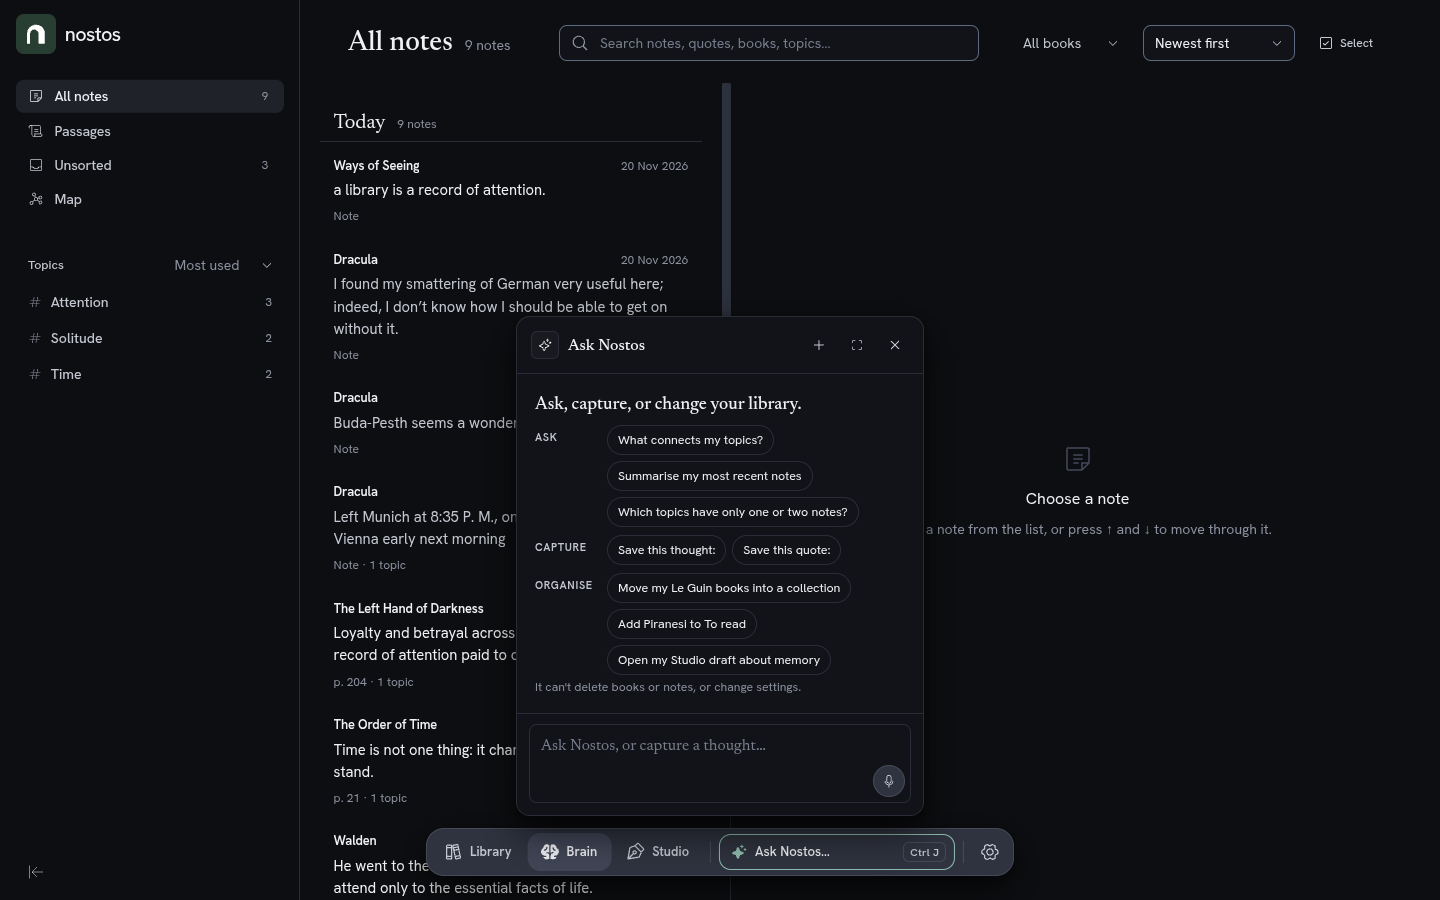 nostos
All notes 9
Passages
Unsorted 3
Map
Topics Most used
# Attention 3
# Solitude 2
# Time 2
All notes 9 notes
Search notes, quotes, books, topics...
All books
Newest first
Select
Today 9 notes
Ways of Seeing 20 Nov 2026
a library is a record of attention.
Note
Dracula 20 Nov 2026
I found my smattering of German very useful here;
indeed, I don’t know how I should be able to get on
without it.
Note
Dracula
Buda-Pesth seems a
Note
Dracula
Left Munich at 8:35 P. M.,
Vienna early next morning
Note · 1 topic
The Left Hand of Darkness
Loyalty and betrayal across
record of attention paid to
p. 204 · 1 topic
The Order of Time
Time is not one thing: it
stand.
p. 21 · 1 topic
Walden
He went to the
attend only to the essential facts of life.
Choose a note
a note from the list, or press ↑ and ↓ to move through it.
Ask Nostos
Ask, capture, or change your library.
ASK
What connects my topics?
Summarise my most recent notes
Which topics have only one or two notes?
CAPTURE
Save this thought: Save this quote:
ORGANISE
Move my Le Guin books into a collection
Add Piranesi to To read
Open my Studio draft about memory
It can't delete books or notes, or change settings.
Ask Nostos, or capture a thought...
Library Brain Studio Ask Nostos... Ctrl J